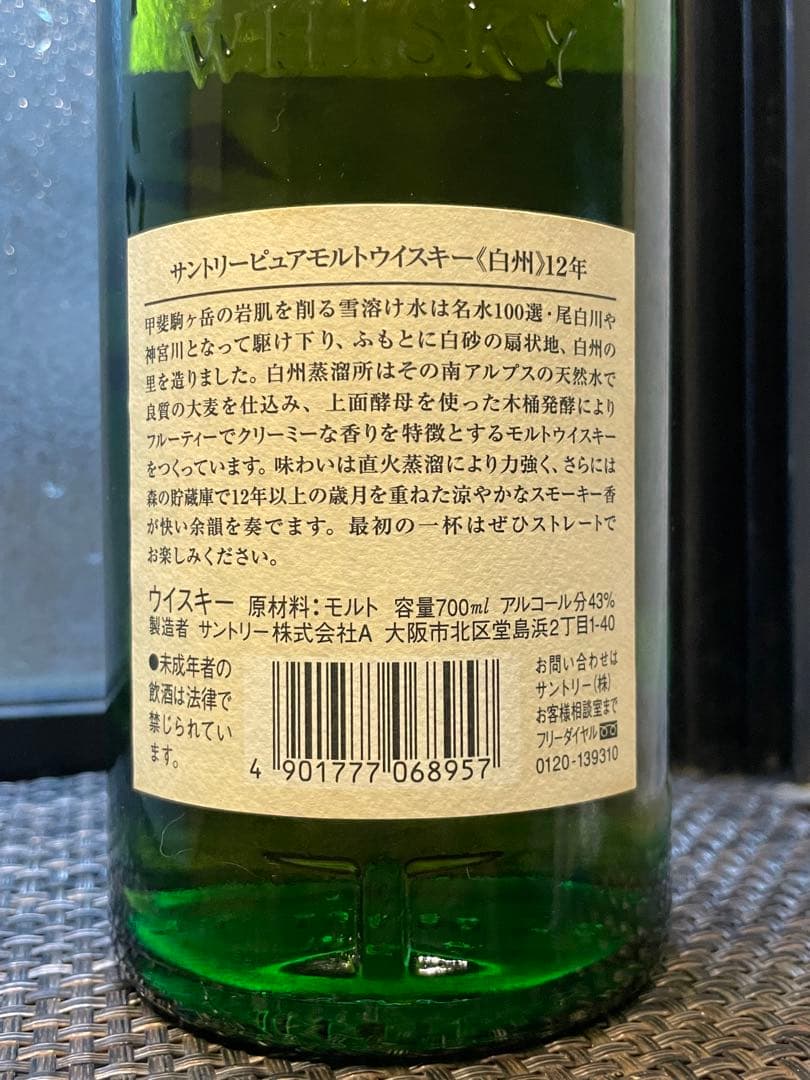 WHISKY
サントリーピュアモルトウイスキー《白州》12年
甲斐駒ヶ岳の岩肌を削る雪溶け水は名水100選・尾白川や
神宮川となって駆け下り、ふもとに白砂の扇状地、白州の
里を造りました。白州蒸溜所はその南アルプスの天然水で
良質の大麦を仕込み、上面酵母を使った木桶発酵により
フルーティーでクリーミーな香りを特徴とするモルトウイスキー
をつくっています。味わいは直火蒸溜により力強く、さらには
森の貯蔵庫で12年以上の歳月を重ねた涼やかなスモーキー香
が快い余韻を奏でます。最初の一杯はぜひストレートで
お楽しみください。
ウイスキー 原材料:モルト 容量700ml アルコール分43%
製造者 サントリー株式会社A 大阪市北区堂島浜2丁目1-40
●未成年者の
飲酒は法律で
禁じられてい
ます。
4 901777 068957
お問い合わせは
サントリー(株)
お客様相談室まで
フリーダイヤル
0120-139310